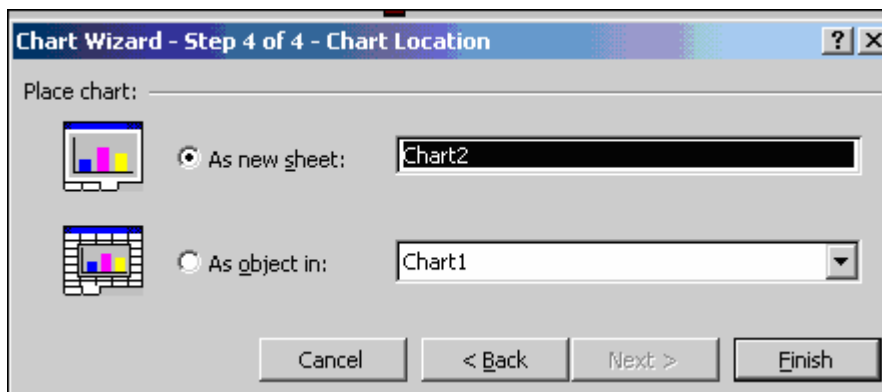 Chart Wizard - Step 4 of 4 - Chart Location
Place chart:
As new sheet: Chart2
As object in: Chart1
Cancel < Back Next > Finish